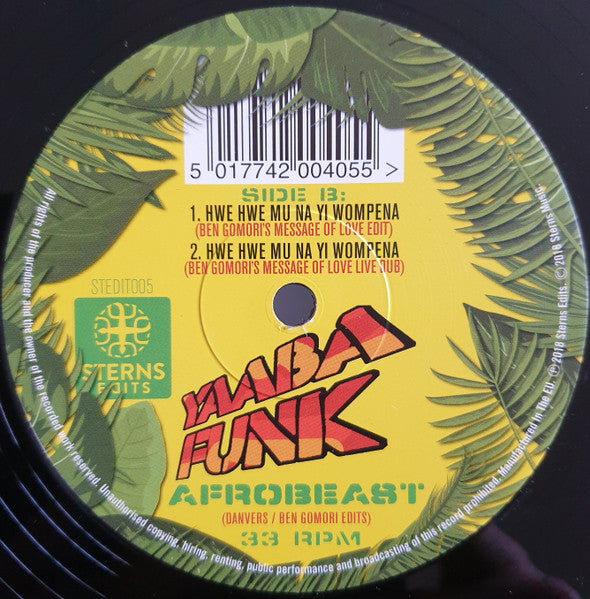 5 017742 004055 >
SIDE B:
1. HWE HWE MU NA YI WOMPENA
(BEN GOMORI'S MESSAGE OF LOVE EDIT)
2. HWE HWE MU NA YI WOMPENA
(BEN GOMORI'S MESSAGE OF LOVE LIVE DUB)
STEDIT005
STERNS
EDITS
YAABA
FUNK
AFROBEAST
(DANVERS / BEN GOMORI EDITS)
33 RPM
All rights of the producer and the owner of the recorded work reserved. Unauthorised copying, hiring, renting, public performance and broadcasting of this record prohibited. Manufactured In The EU. ℗ 2018 Sterns Edits. © 2018 Sterns Music